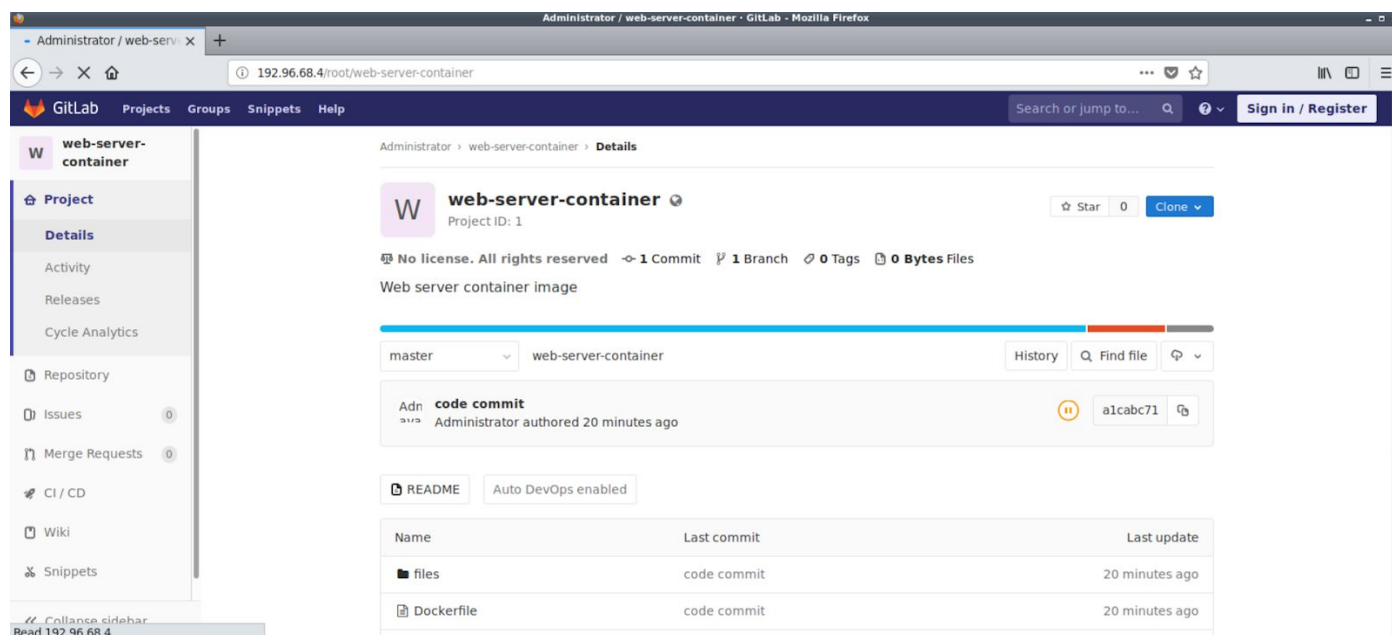 Administrator / web-server-container · GitLab - Mozilla Firefox
Administrator / web-serv
192.96.68.4/root/web-server-container
GitLab Projects Groups Snippets Help Search or jump to... Sign in / Register
W web-server-container
Project
Details
Activity
Releases
Cycle Analytics
Repository
Issues 0
Merge Requests 0
CI / CD
Wiki
Snippets
Collapse sidebar
Read 192.96.68.4
Administrator › web-server-container › Details
W web-server-container
Project ID: 1
Star 0 Clone
No license. All rights reserved 1 Commit 1 Branch 0 Tags 0 Bytes Files
Web server container image
master web-server-container History Find file
Adn code commit
Administrator authored 20 minutes ago
a1cabc71
README Auto DevOps enabled
Name Last commit Last update
files code commit 20 minutes ago
Dockerfile code commit 20 minutes ago